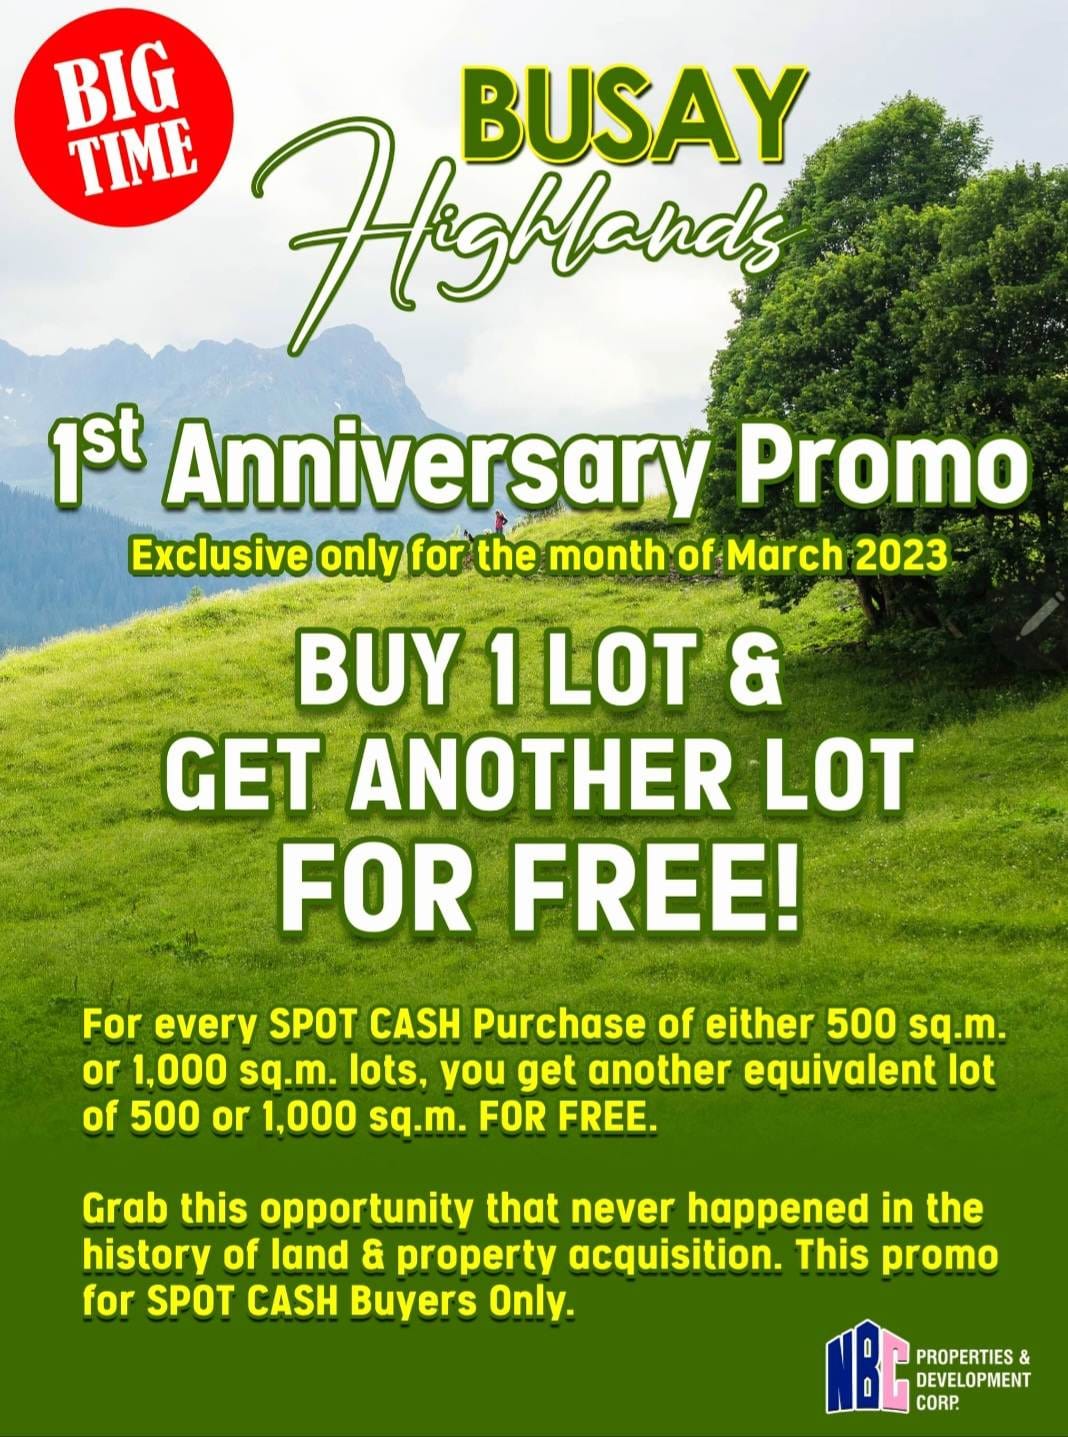 BIG
TIME
BUSAY
Highlands
1st Anniversary Promo
Exclusive only for the month of March 2023
BUY 1 LOT &
GET ANOTHER LOT
FOR FREE!
For every SPOT CASH Purchase of either 500 sq.m.
or 1,000 sq.m. lots, you get another equivalent lot
of 500 or 1,000 sq.m. FOR FREE.
Grab this opportunity that never happened in the
history of land & property acquisition. This promo
for SPOT CASH Buyers Only.
NBC PROPERTIES &
DEVELOPMENT
CORP.